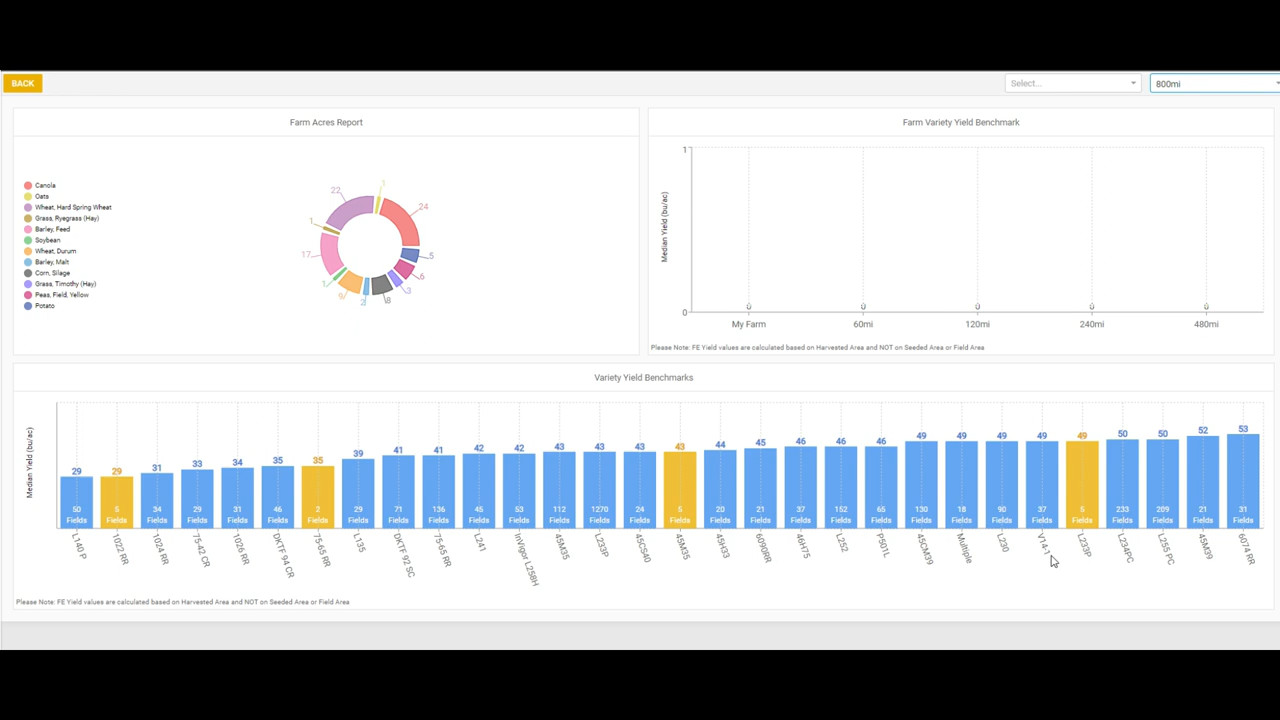 BACK
Select...
800mi
Farm Acres Report
Canola
Oats
Wheat, Hard Spring Wheat
Grass, Ryegrass (Hay)
Barley, Feed
Soybean
Wheat, Durum
Barley, Malt
Corn, Silage
Grass, Timothy (Hay)
Peas, Field, Yellow
Potato
1
22
24
1
17
5
6
1
9
2
8
3
Farm Variety Yield Benchmark
Median Yield (bu/ac)
1
0
0 0 0 0 0
My Farm 60mi 120mi 240mi 480mi
Please Note: FE Yield values are calculated based on Harvested Area and NOT on Seeded Area or Field Area
Variety Yield Benchmarks
Median Yield (bu/ac)
29 29 31 33 34 35 35 39 41 41 42 42 43 43 43 43 44 45 46 46 46 49 49 49 49 49 50 50 52 53
50 5 34 29 31 46 2 29 71 136 45 53 112 1270 24 5 20 21 37 152 65 130 18 90 37 5 233 209 21 31
Fields Fields Fields Fields Fields Fields Fields Fields Fields Fields Fields Fields Fields Fields Fields Fields Fields Fields Fields Fields Fields Fields Fields Fields Fields Fields Fields Fields Fields Fields
L140 P
1022 RR
1024 RR
75-42 CR
1026 RR
DKTF 94 CR
75-65 RR
L135
DKTF 92 SC
75-65 RR
L241
InVigor L258H
45M35
L233P
45CS40
45M35
45H33
6090RR
46H75
L252
P501L
45CM39
Multiple
L230
V14-1
L233P
L234PC
L255 PC
45M39
6074 RR
Please Note: FE Yield values are calculated based on Harvested Area and NOT on Seeded Area or Field Area